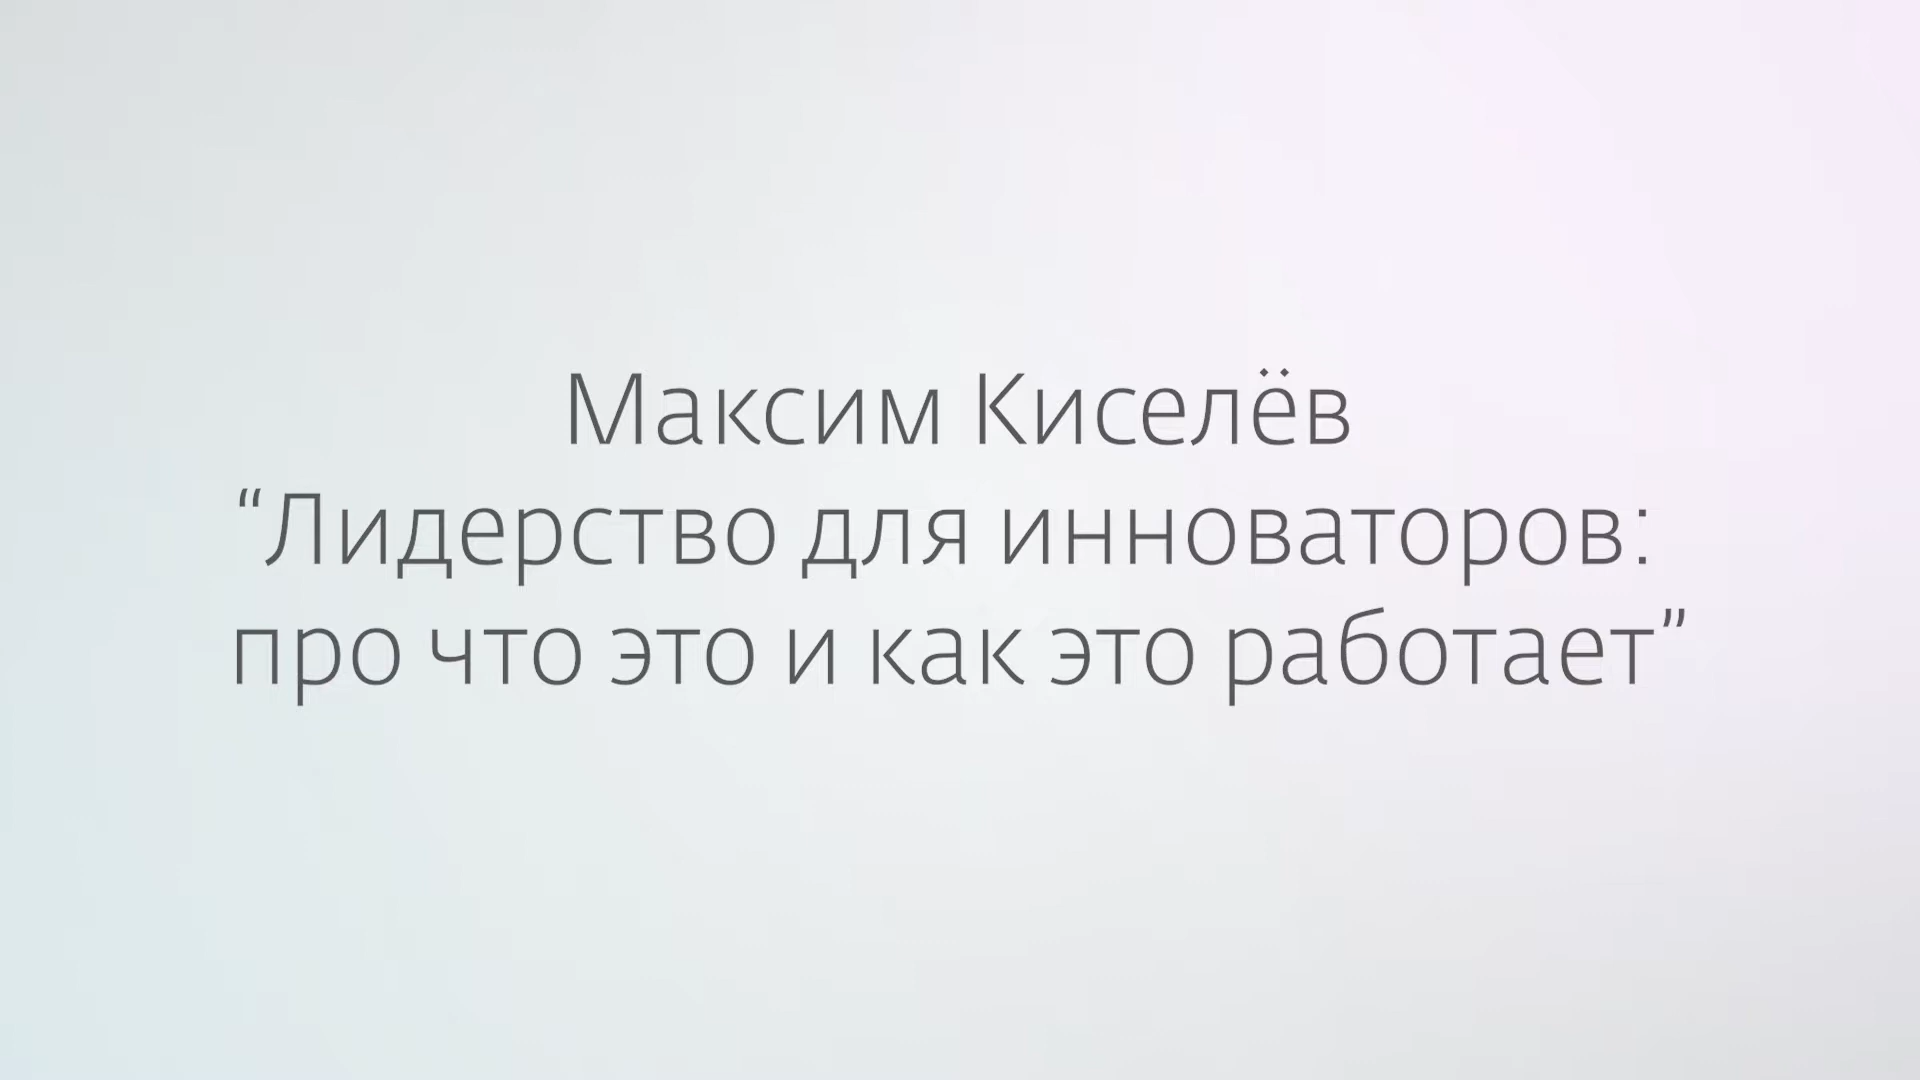 Максим Киселёв
“Лидерство для инноваторов:
про что это и как это работает”